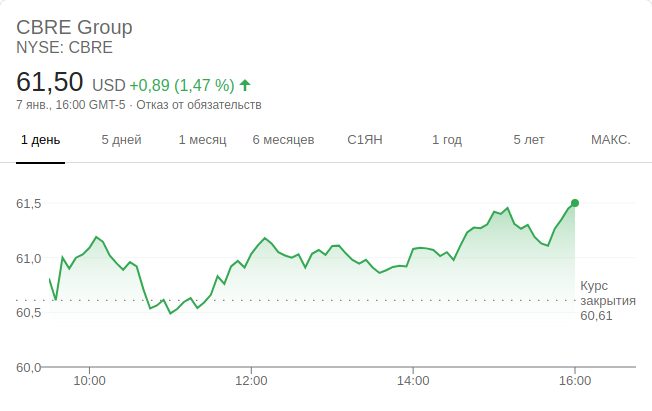 CBRE Group
NYSE: CBRE
61,50 USD +0,89 (1,47 %)
7 янв., 16:00 GMT-5 · Отказ от обязательств
1 день 5 дней 1 месяц 6 месяцев С1ЯН 1 год 5 лет МАКС.
61,5
61,0
Курс
закрытия
60,61
60,5
60,0
10:00 12:00 14:00 16:00